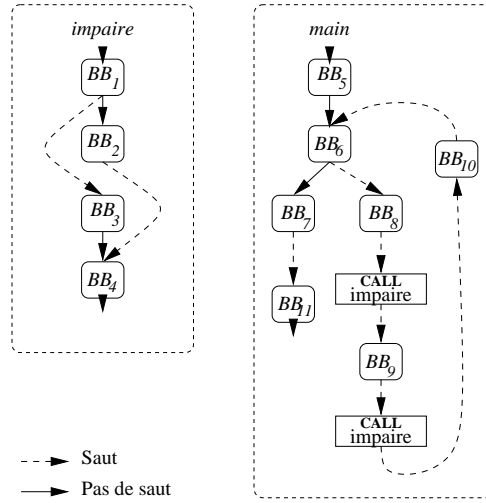 impaire
BB1
BB2
BB3
BB4
main
BB5
BB6
BB10
BB7
BB8
CALL
impaire
BB11
BB9
CALL
impaire
Saut
Pas de saut